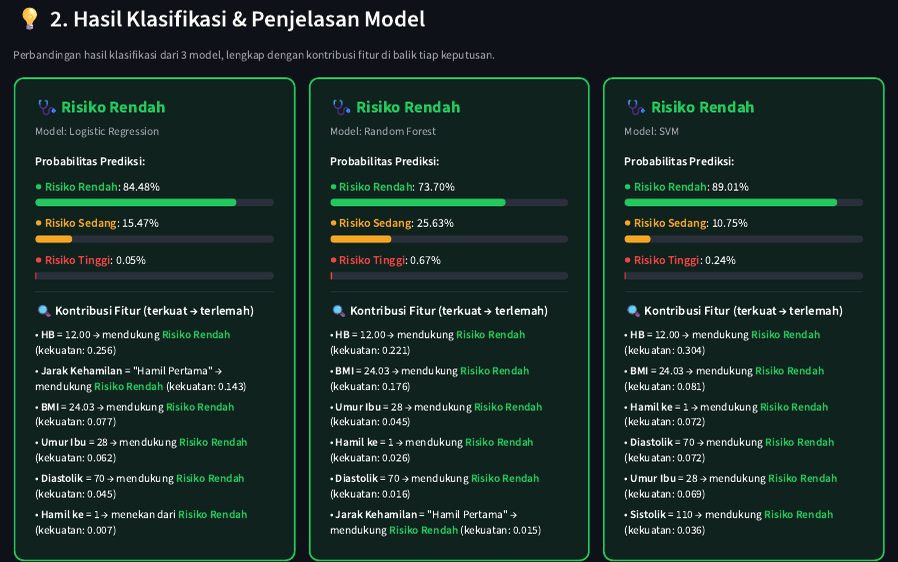 2. Hasil Klasifikasi & Penjelasan Model
Perbandingan hasil klasifikasi dari 3 model, lengkap dengan kontribusi fitur di balik tiap keputusan.
Risiko Rendah
Model: Logistic Regression
Probabilitas Prediksi:
• Risiko Rendah: 84.48%
• Risiko Sedang: 15.47%
• Risiko Tinggi: 0.05%
Kontribusi Fitur (terkuat → terlemah)
• HB = 12.00 → mendukung Risiko Rendah
(kekuatan: 0.256)
• Jarak Kehamilan = "Hamil Pertama" →
mendukung Risiko Rendah (kekuatan: 0.143)
• BMI = 24.03 → mendukung Risiko Rendah
(kekuatan: 0.077)
• Umur Ibu = 28 → mendukung Risiko Rendah
(kekuatan: 0.062)
• Diastolik = 70 → mendukung Risiko Rendah
(kekuatan: 0.045)
• Hamil ke = 1 → menekan dari Risiko Rendah
(kekuatan: 0.007)
Risiko Rendah
Model: Random Forest
Probabilitas Prediksi:
• Risiko Rendah: 73.70%
• Risiko Sedang: 25.63%
• Risiko Tinggi: 0.67%
Kontribusi Fitur (terkuat → terlemah)
• HB = 12.00 → mendukung Risiko Rendah
(kekuatan: 0.221)
• BMI = 24.03 → mendukung Risiko Rendah
(kekuatan: 0.176)
• Umur Ibu = 28 → mendukung Risiko Rendah
(kekuatan: 0.045)
• Hamil ke = 1 → mendukung Risiko Rendah
(kekuatan: 0.026)
• Diastolik = 70 → mendukung Risiko Rendah
(kekuatan: 0.016)
• Jarak Kehamilan = "Hamil Pertama" →
mendukung Risiko Rendah (kekuatan: 0.015)
Risiko Rendah
Model: SVM
Probabilitas Prediksi:
• Risiko Rendah: 89.01%
• Risiko Sedang: 10.75%
• Risiko Tinggi: 0.24%
Kontribusi Fitur (terkuat → terlemah)
• HB = 12.00 → mendukung Risiko Rendah
(kekuatan: 0.304)
• BMI = 24.03 → mendukung Risiko Rendah
(kekuatan: 0.081)
• Hamil ke = 1 → mendukung Risiko Rendah
(kekuatan: 0.072)
• Diastolik = 70 → mendukung Risiko Rendah
(kekuatan: 0.072)
• Umur Ibu = 28 → mendukung Risiko Rendah
(kekuatan: 0.069)
• Sistolik = 110 → mendukung Risiko Rendah
(kekuatan: 0.036)